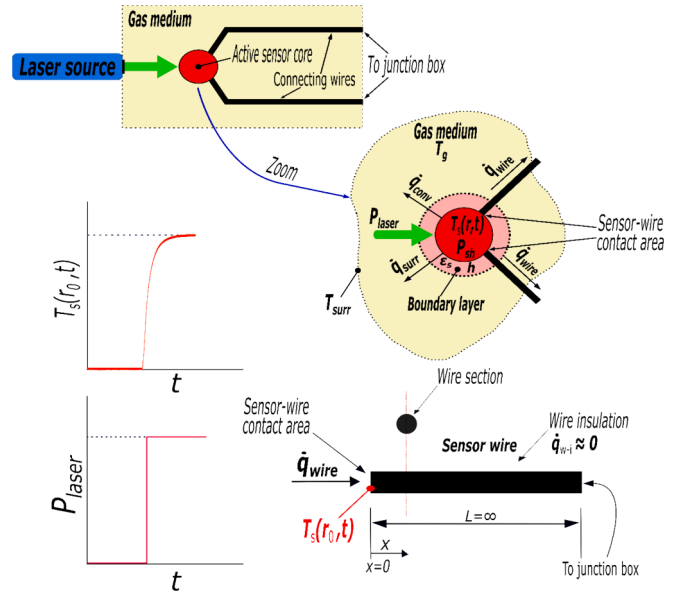 Gas medium
Laser source
Active sensor core
Connecting wires
To junction box
Zoom
Gas medium
T_g
q̇_wire
q̇_conv
P_laser
T_s(r,t)
P_sh
Sensor-wire
contact area
q̇_surr
ε_s
h
q̇_wire
Boundary layer
T_surr
T_s(r_0,t)
t
Wire section
Sensor-wire
contact area
Wire insulation
q̇_w-i ≈ 0
Sensor wire
q̇_wire
T_s(r_0,t)
L=∞
x
x=0
To junction box
P_laser
t